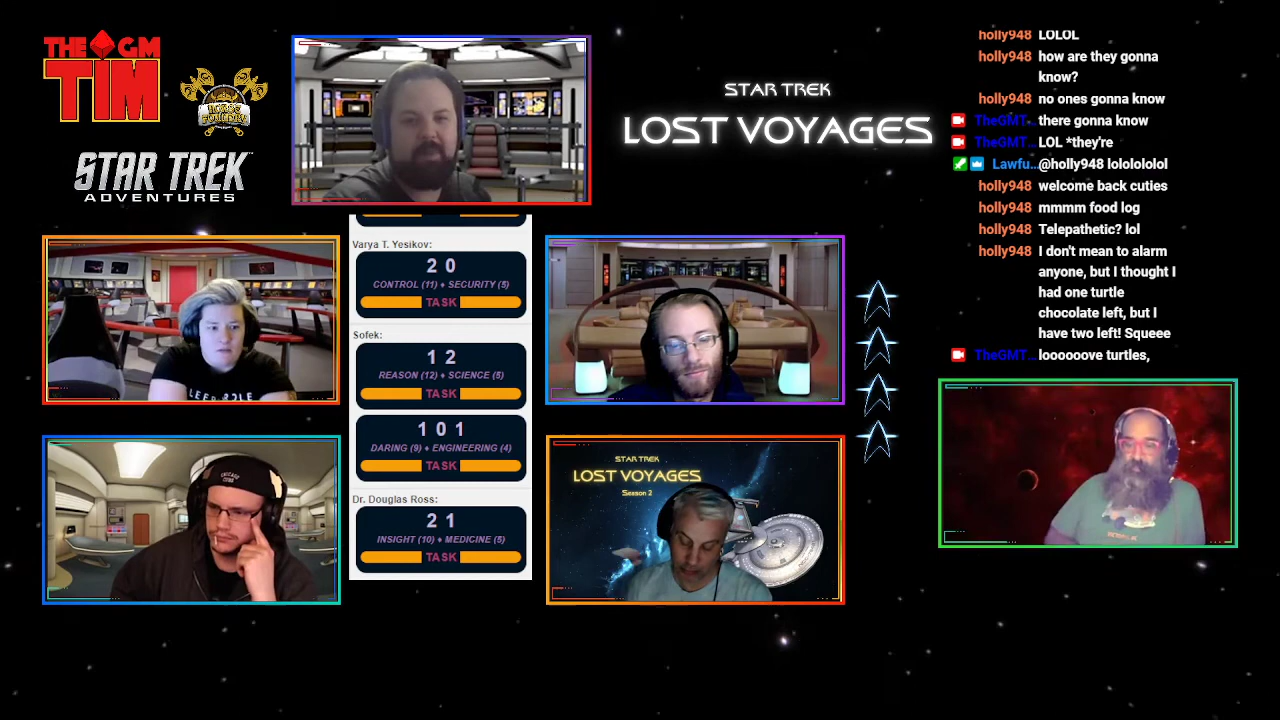 THE GM
TIM
STAR TREK
ADVENTURES
STAR TREK
LOST VOYAGES
holly948 LOLOL
holly948 how are they gonna
know?
holly948 no ones gonna know
TheGMT... there gonna know
TheGMT... LOL *they're
Lawfu... @holly948 lolololol
holly948 welcome back cuties
holly948 mmmm food log
holly948 Telepathetic? lol
holly948 I don't mean to alarm
anyone, but I thought I
had one turtle
chocolate left, but I
have two left! Squeee
TheGMT... loooooove turtles,
Varya T. Yesikov:
2 0
CONTROL (11) ♦ SECURITY (5)
TASK
Sofek:
1 2
REASON (12) ♦ SCIENCE (5)
TASK
1 0 1
DARING (9) ♦ ENGINEERING (4)
TASK
Dr. Douglas Ross:
2 1
INSIGHT (10) ♦ MEDICINE (5)
TASK
CHICAGO
CUBS
STAR TREK
LOST VOYAGES
Season 2